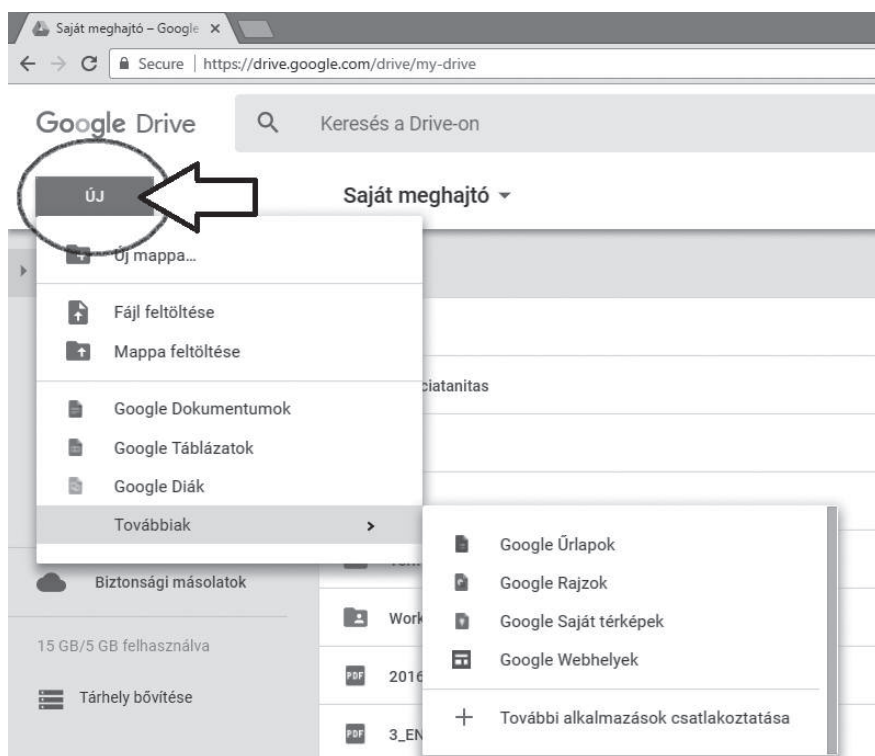 Saját meghajtó – Google
Secure | https://drive.google.com/drive/my-drive
Google Drive
Keresés a Drive-on
ÚJ
Saját meghajtó
Új mappa...
Fájl feltöltése
Mappa feltöltése
ciatanitas
Google Dokumentumok
Google Táblázatok
Google Diák
Továbbiak
Google Űrlapok
Biztonsági másolatok
Google Rajzok
Work
Google Saját térképek
15 GB/5 GB felhasználva
Google Webhelyek
PDF 2016
Tárhely bővítése
További alkalmazások csatlakoztatása
PDF 3_EN